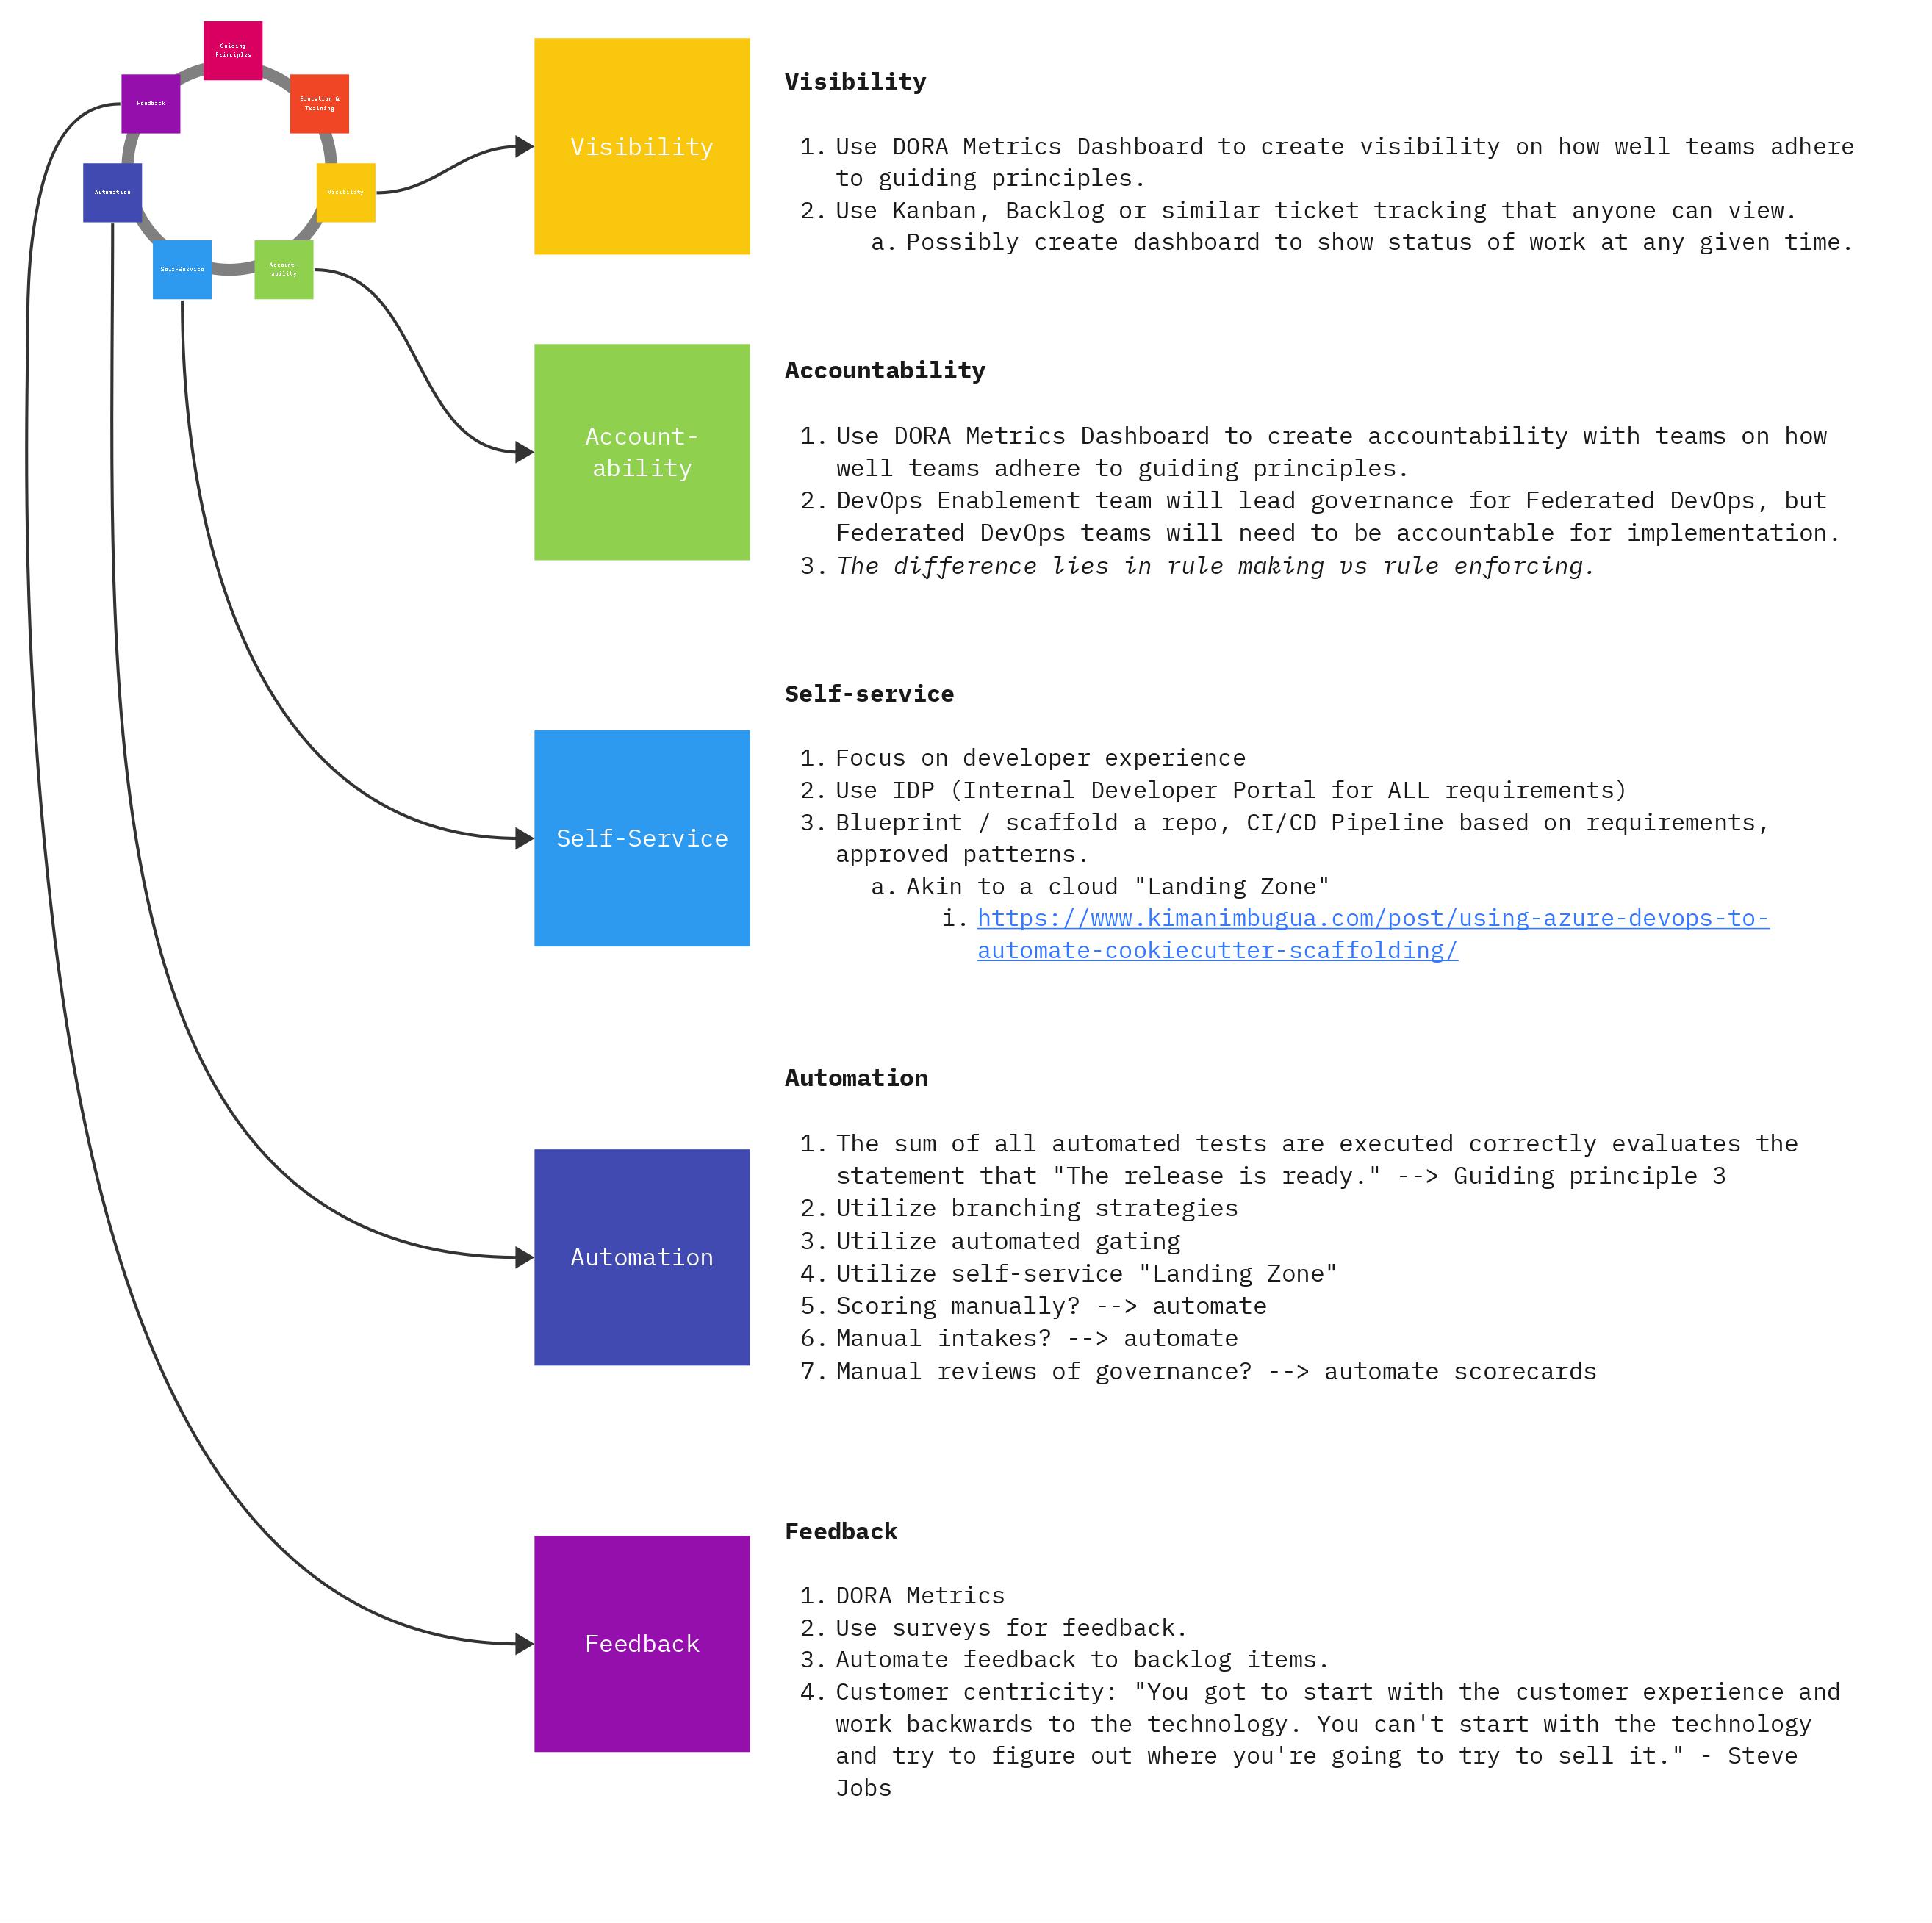 Guiding
Principles
Feedback
Education &
Training
Automation
Visibility
Self-Service
Account-
ability
Visibility
Visibility
1. Use DORA Metrics Dashboard to create visibility on how well teams adhere
to guiding principles.
2. Use Kanban, Backlog or similar ticket tracking that anyone can view.
a. Possibly create dashboard to show status of work at any given time.
Account-
ability
Accountability
1. Use DORA Metrics Dashboard to create accountability with teams on how
well teams adhere to guiding principles.
2. DevOps Enablement team will lead governance for Federated DevOps, but
Federated DevOps teams will need to be accountable for implementation.
3. The difference lies in rule making vs rule enforcing.
Self-Service
Self-service
1. Focus on developer experience
2. Use IDP (Internal Developer Portal for ALL requirements)
3. Blueprint / scaffold a repo, CI/CD Pipeline based on requirements,
approved patterns.
a. Akin to a cloud "Landing Zone"
i. https://www.kimanimbugua.com/post/using-azure-devops-to-
automate-cookiecutter-scaffolding/
Automation
Automation
1. The sum of all automated tests are executed correctly evaluates the
statement that "The release is ready." --> Guiding principle 3
2. Utilize branching strategies
3. Utilize automated gating
4. Utilize self-service "Landing Zone"
5. Scoring manually? --> automate
6. Manual intakes? --> automate
7. Manual reviews of governance? --> automate scorecards
Feedback
Feedback
1. DORA Metrics
2. Use surveys for feedback.
3. Automate feedback to backlog items.
4. Customer centricity: "You got to start with the customer experience and
work backwards to the technology. You can't start with the technology
and try to figure out where you're going to try to sell it." - Steve
Jobs